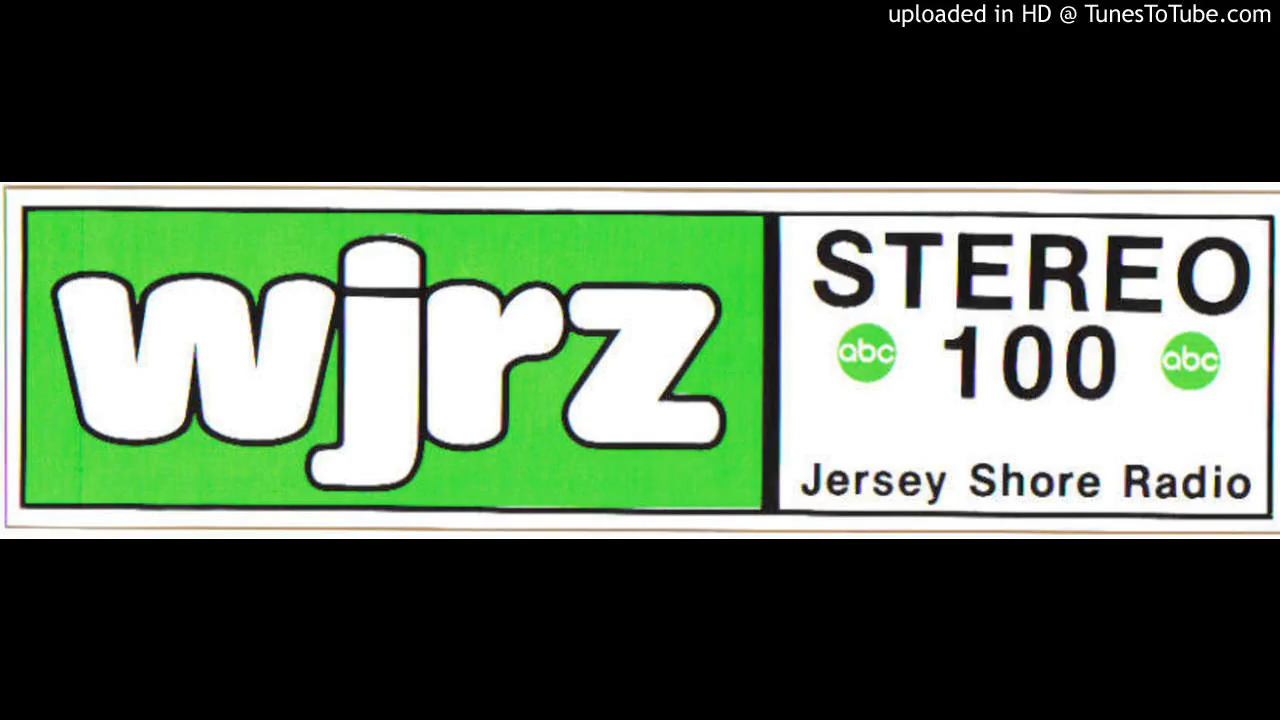 uploaded in HD @ TunesToTube.com
wjrz
STEREO
abc 100 abc
Jersey Shore Radio